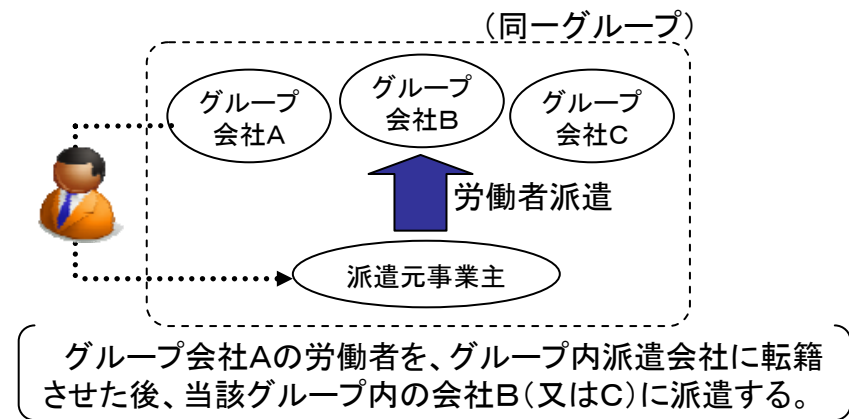 (同一グループ)
グループ
会社A
グループ
会社B
グループ
会社C
労働者派遣
派遣元事業主
グループ会社Aの労働者を、グループ内派遣会社に転籍
させた後、当該グループ内の会社B(又はC)に派遣する。